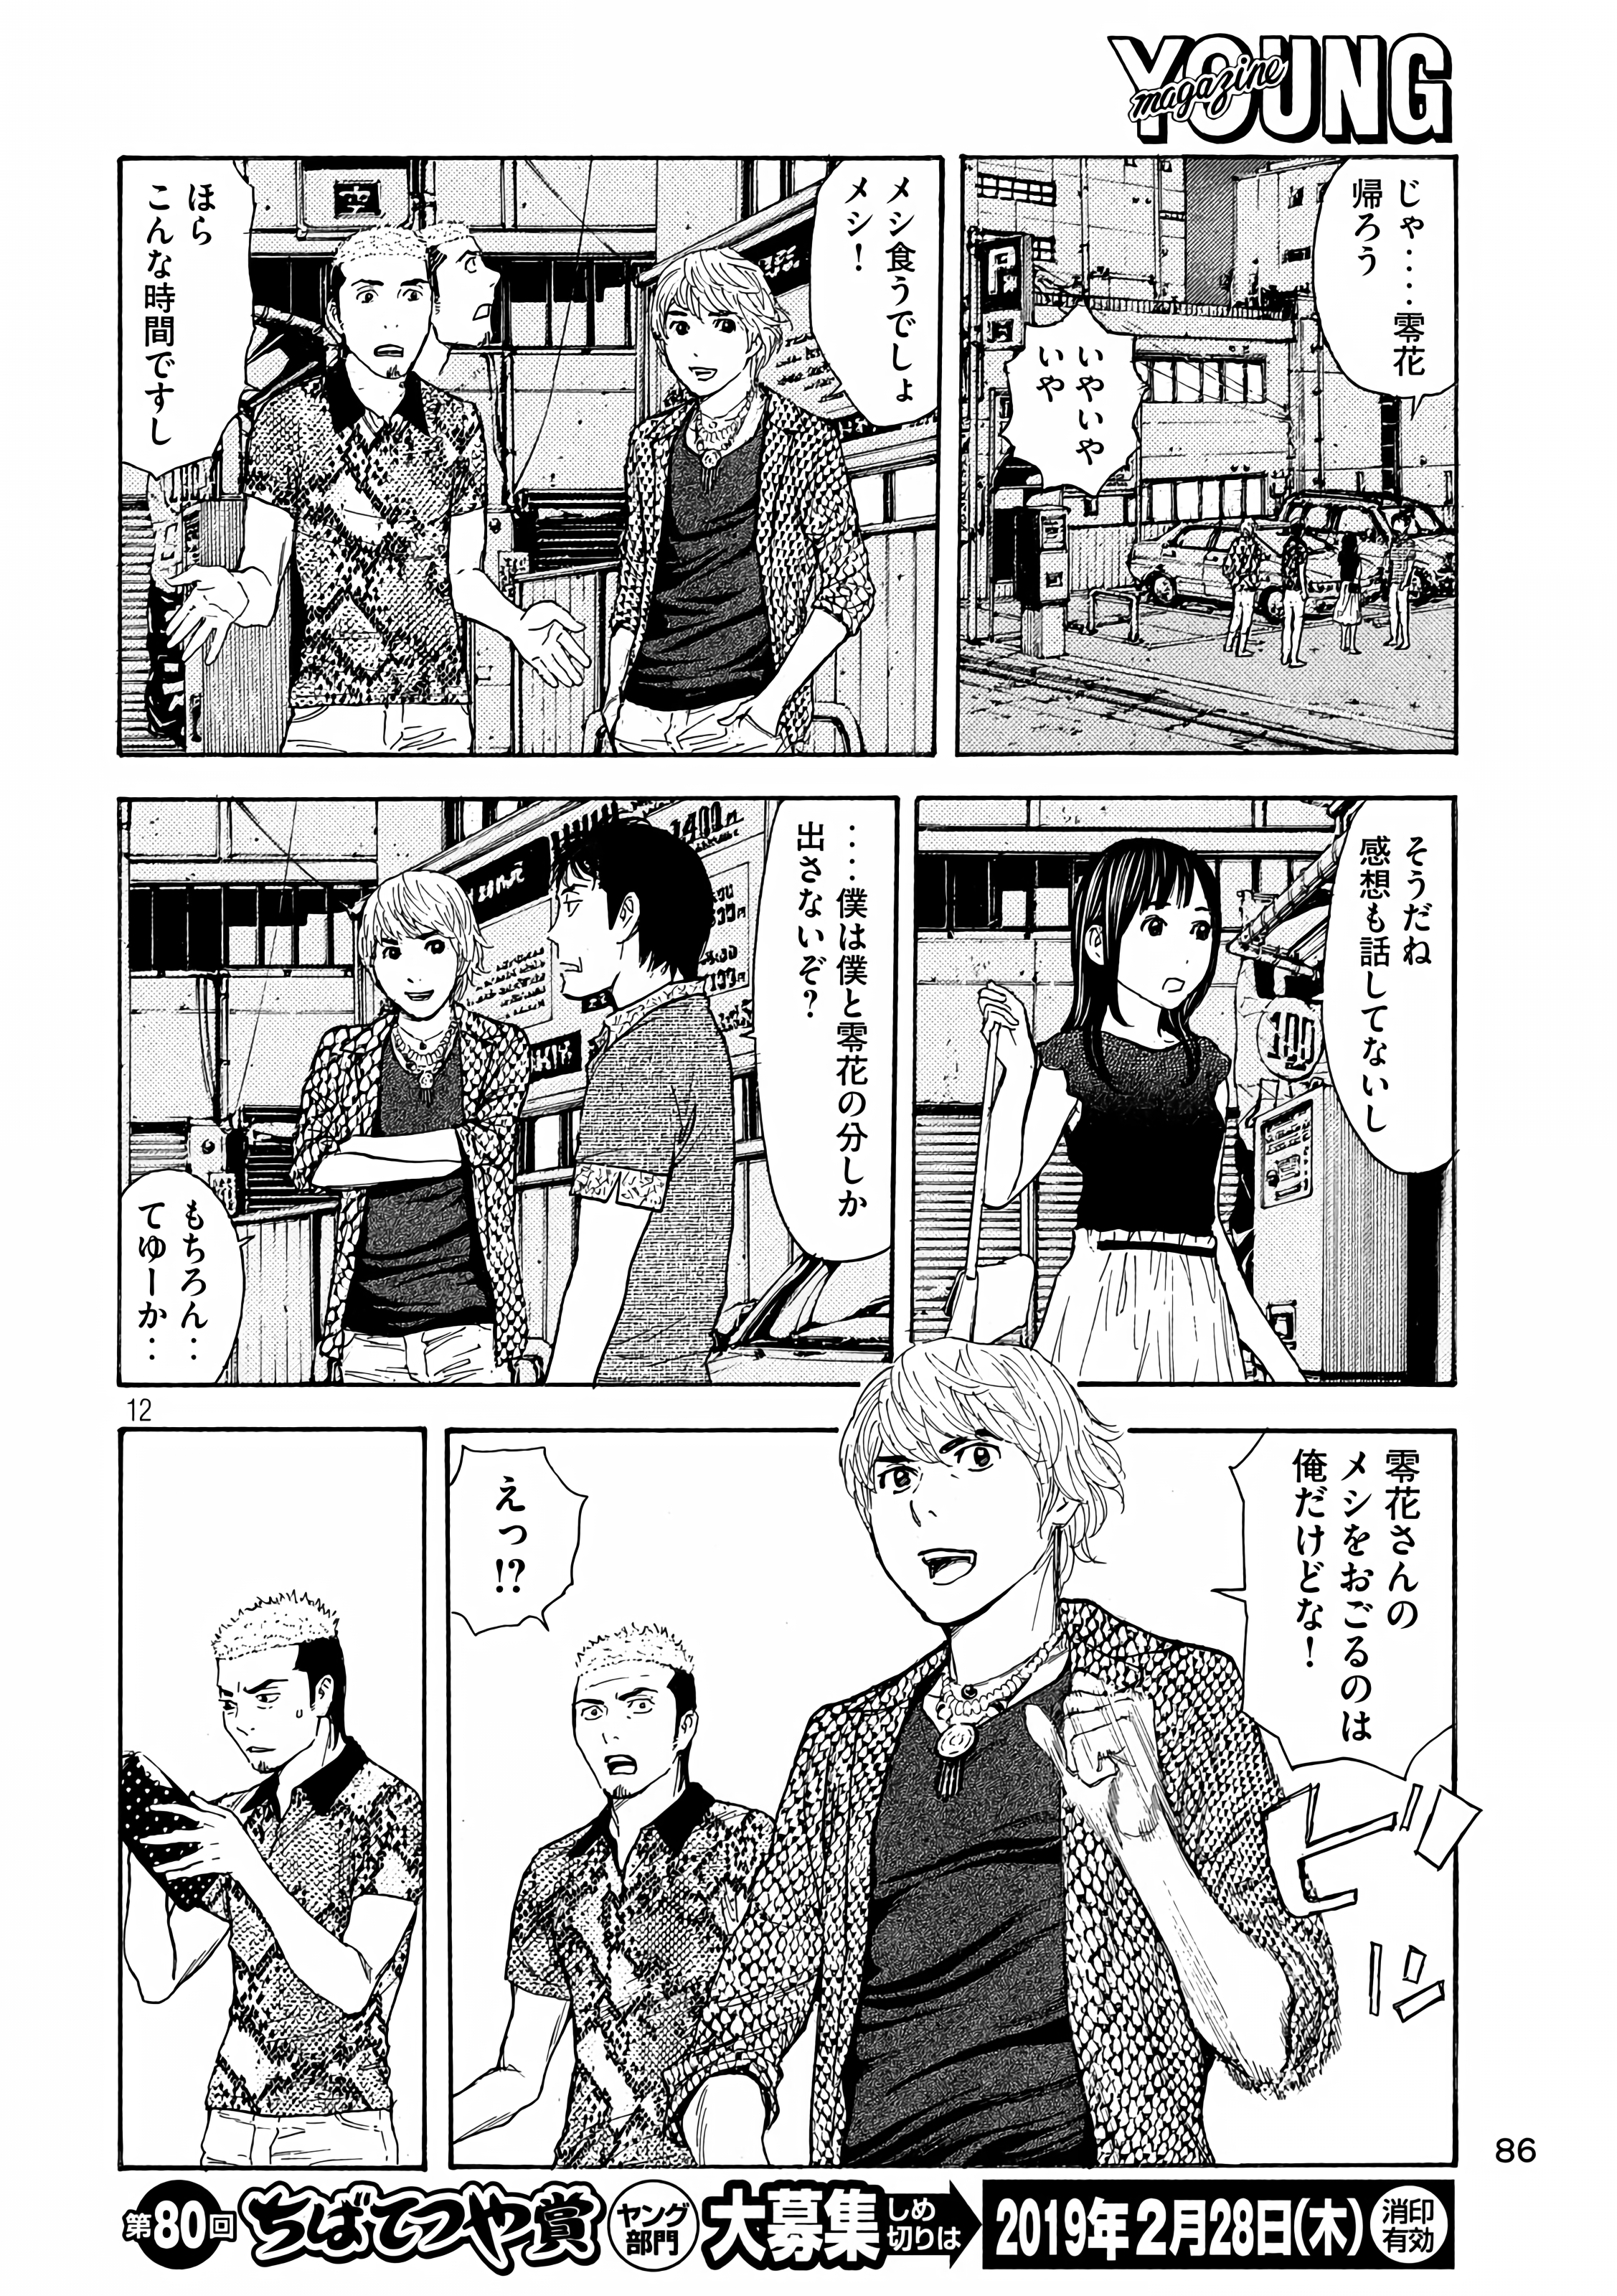 YOUNG
magazine
じゃ‥‥零花
帰ろう
いやいや
いや
メシ食うでしょ
メシ！
ほら
こんな時間ですし
そうだね
感想も話してないし
100
‥‥僕は僕と零花の分しか
出さないぞ？
もちろん‥
てゆーか‥
12
零花さんの
メシをおごるのは
俺だけどな！
ビシッ
えっ!?
86
第80回 ちばてつや賞 ヤング部門 大募集 しめ切りは 2019年2月28日(木) 消印有効